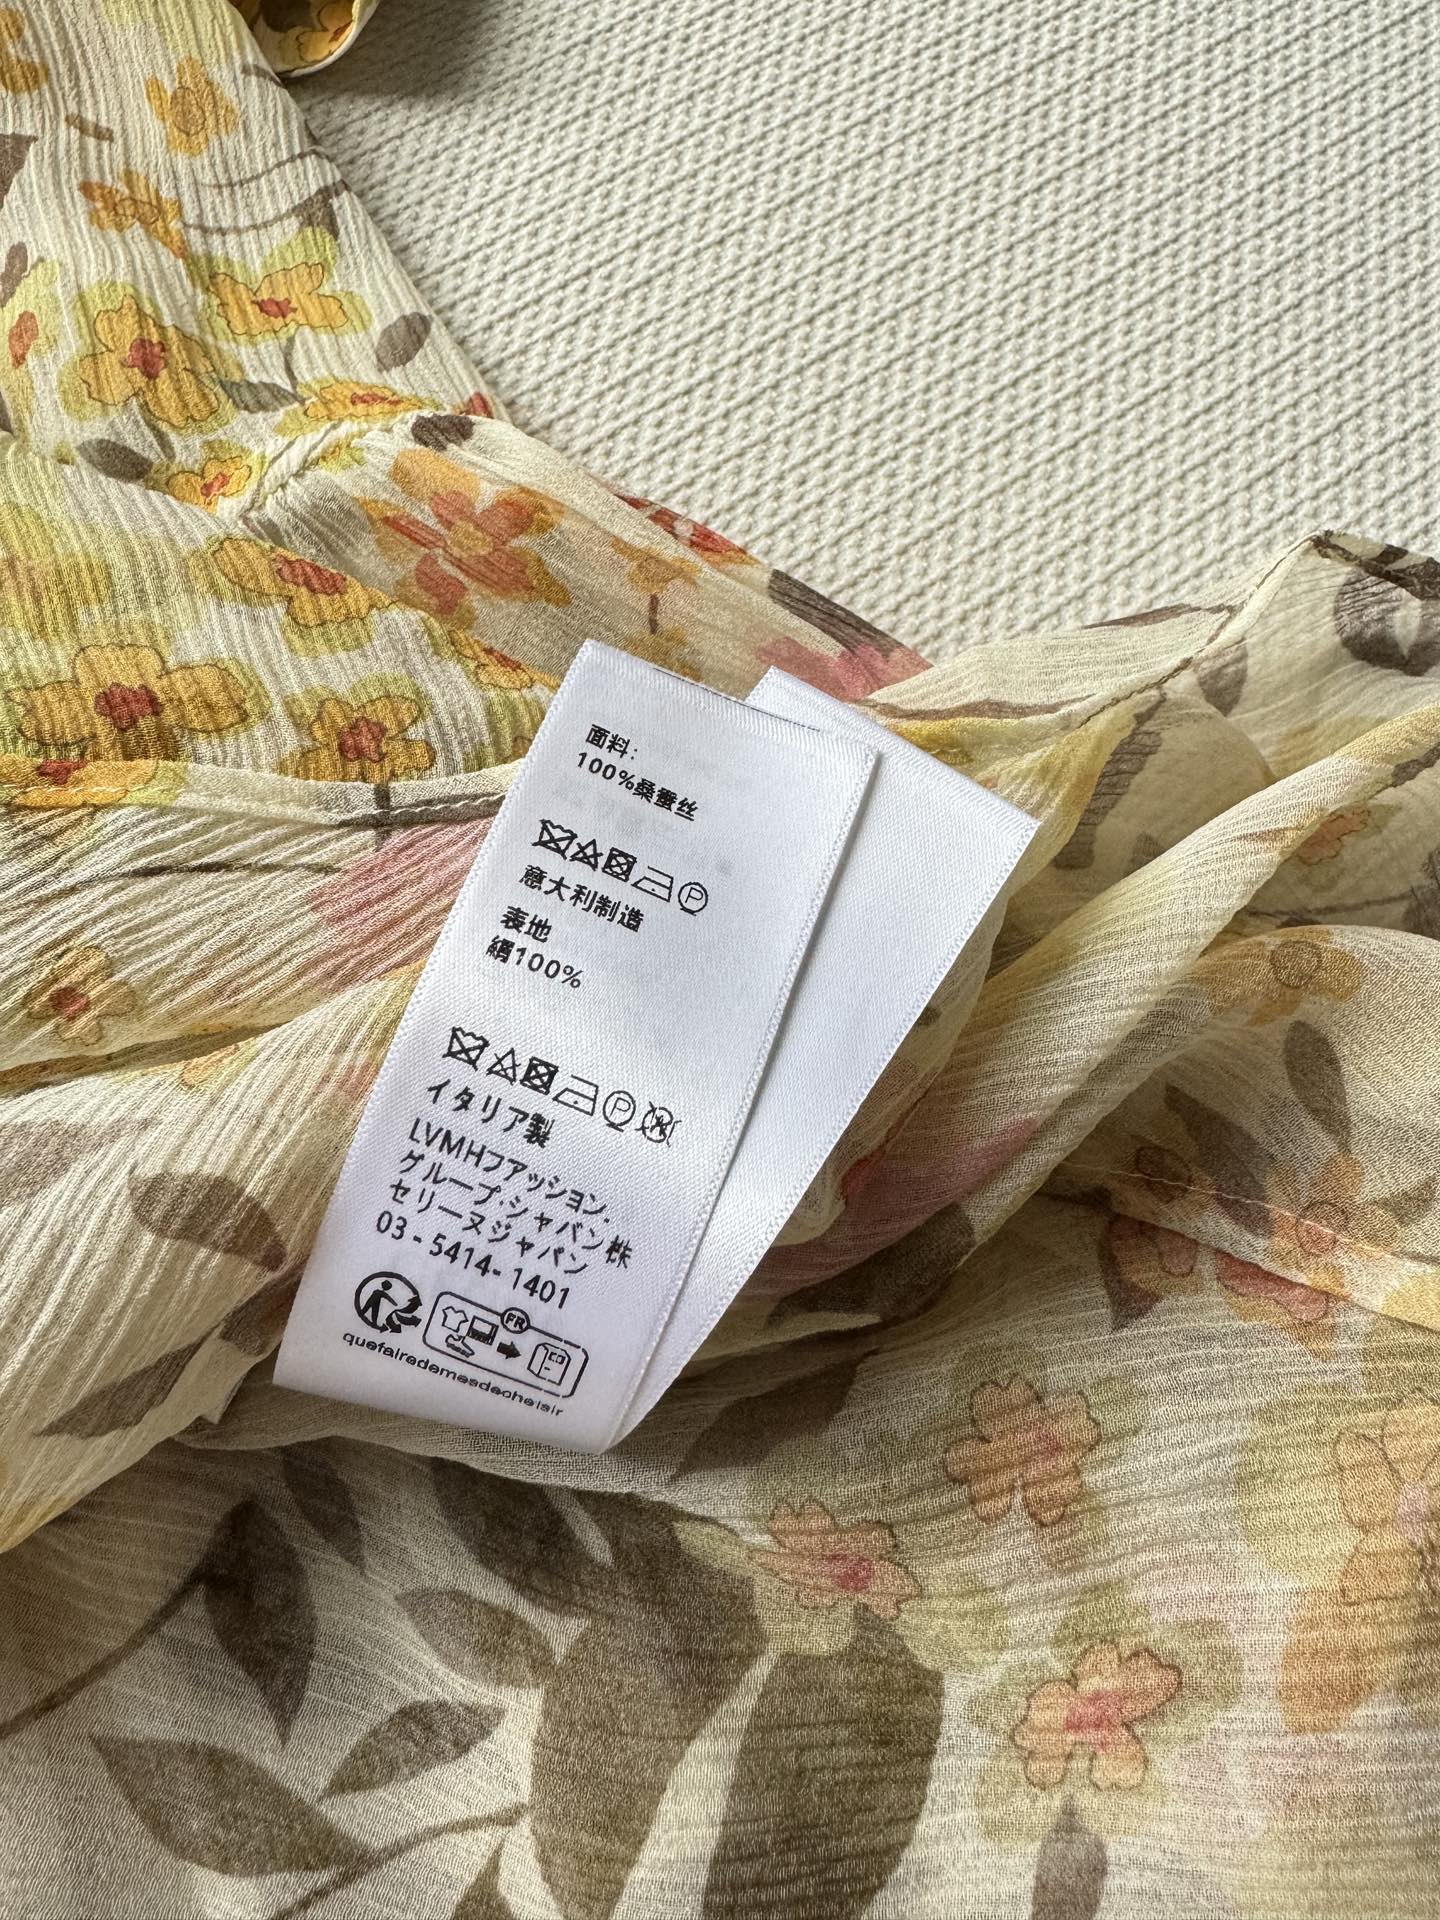 面料:
100%桑蚕丝
P
意大利制造
表地
絹100%
P
イタリア製
LVMHファッション.
グループ・ジャパン株
セリーヌジャパン
03-5414-1401
FR
quefairedemesdechetsir